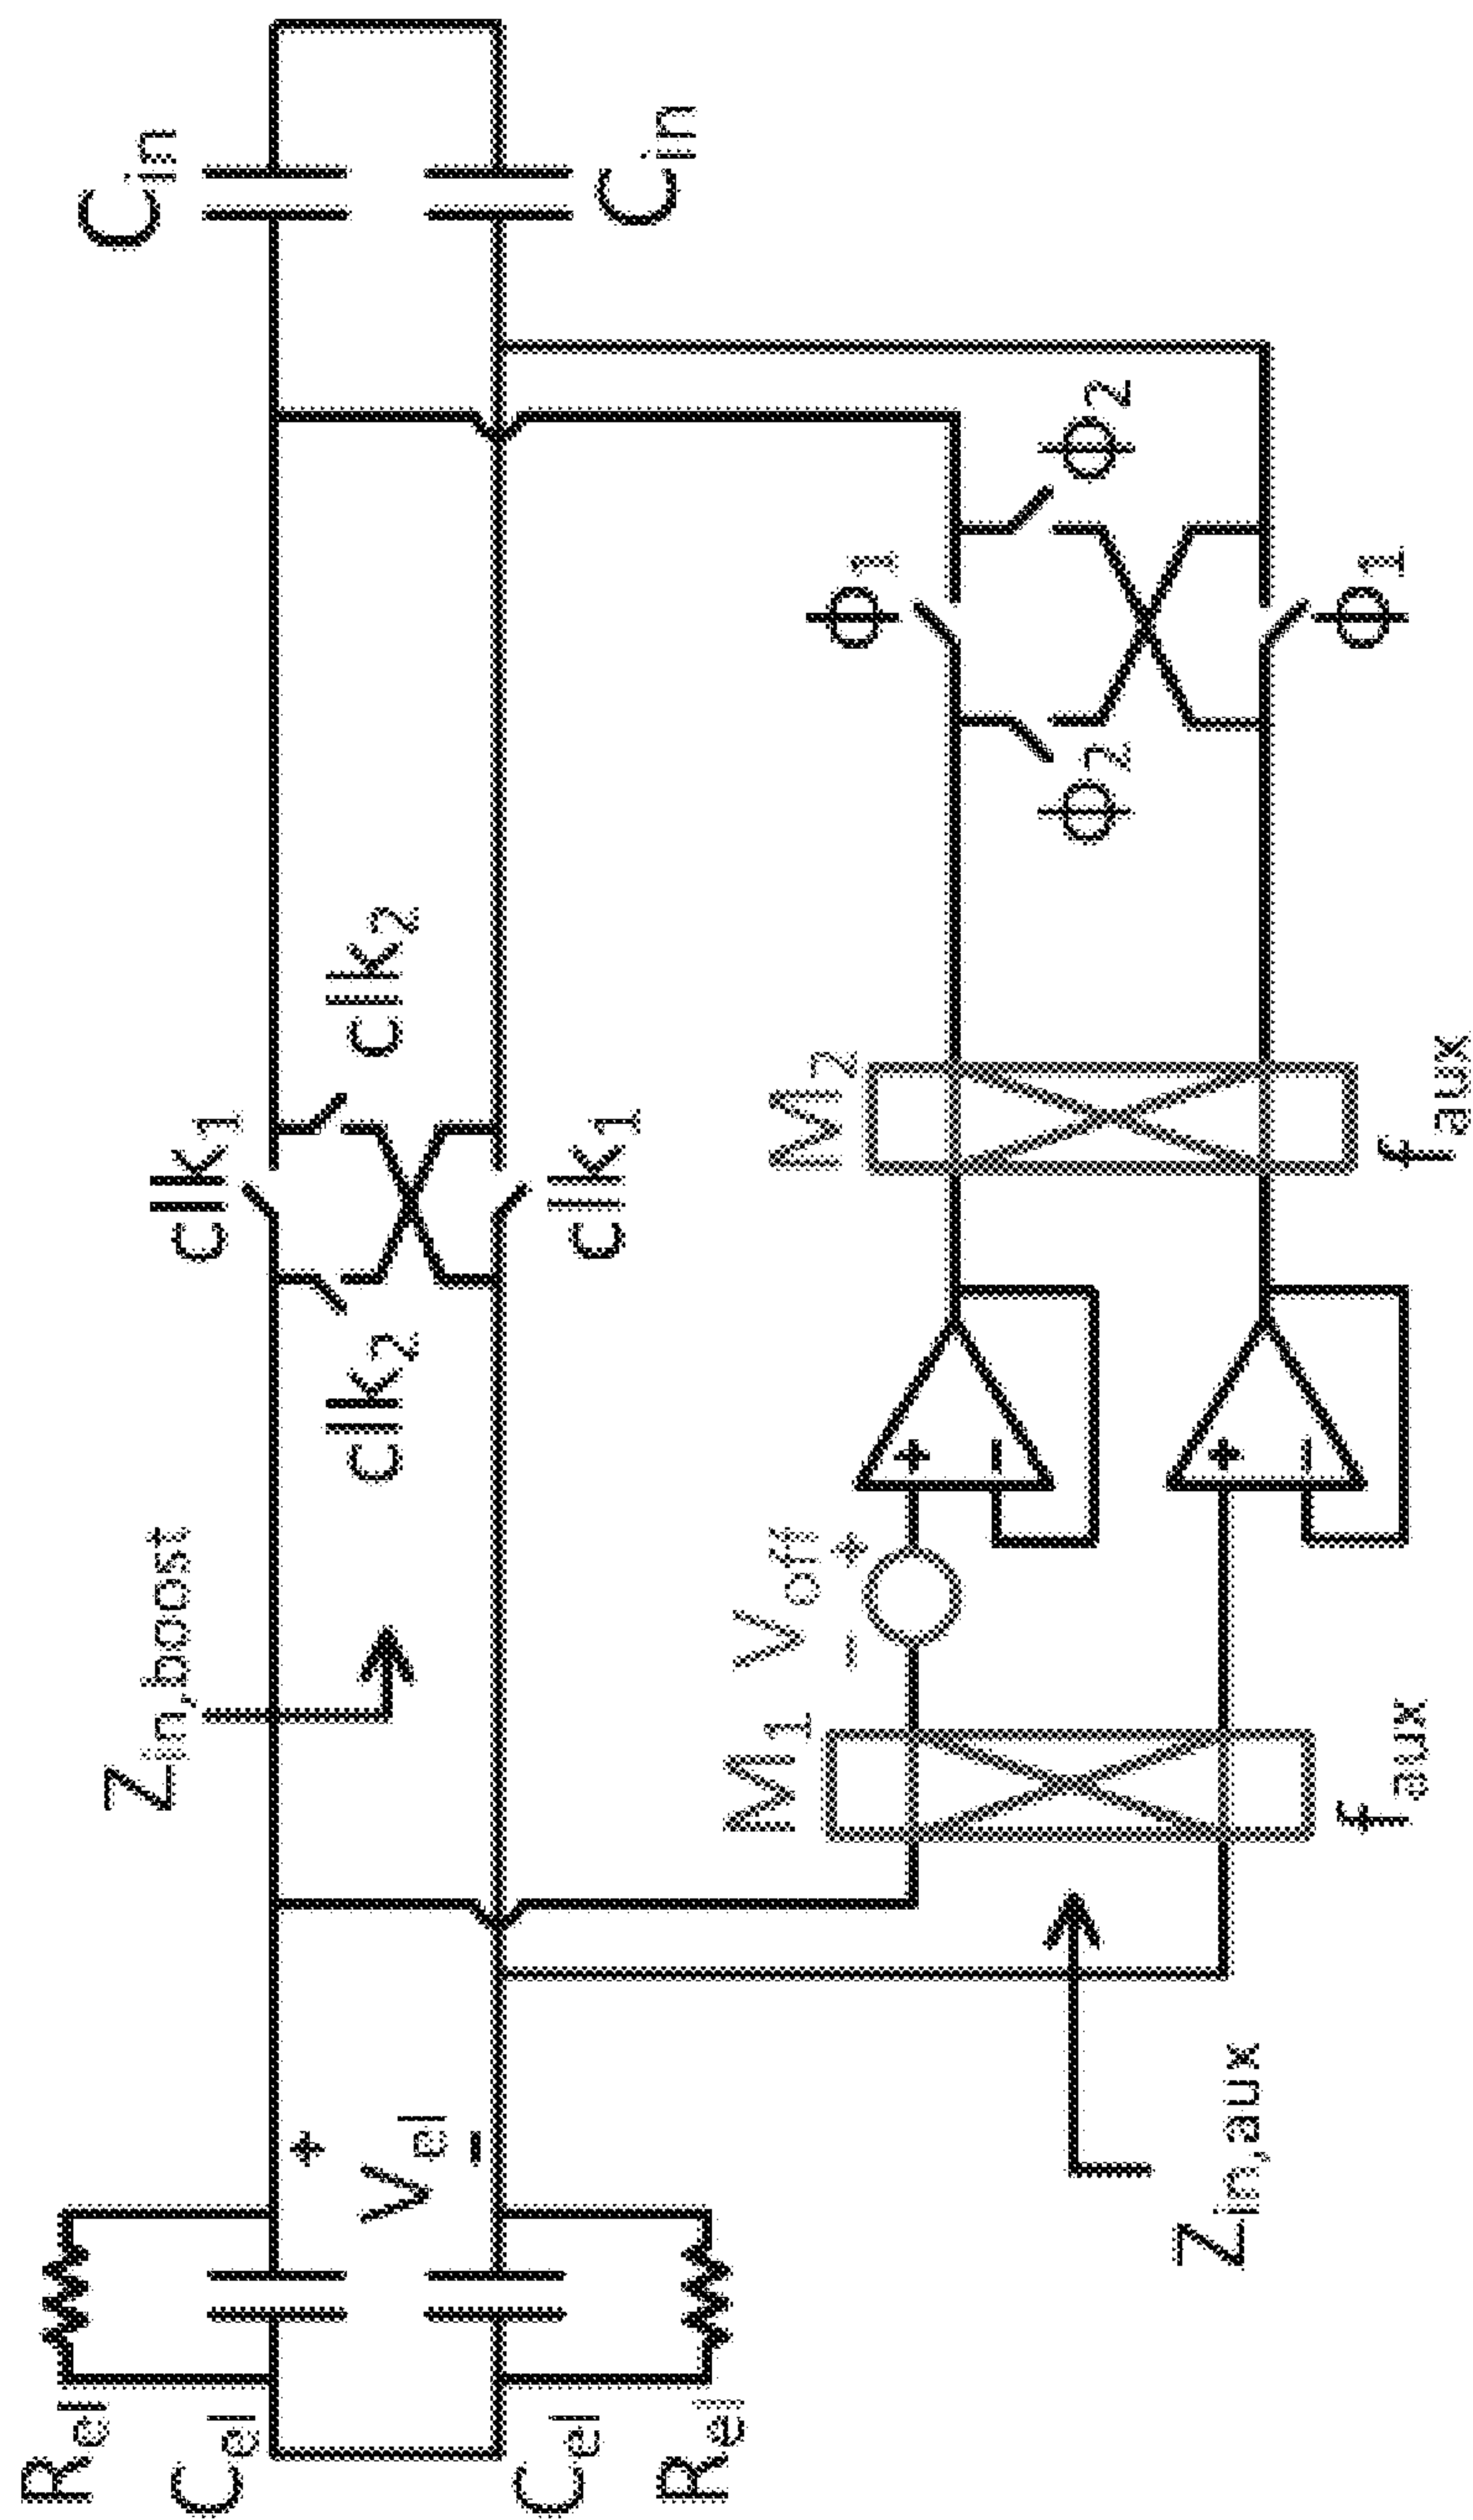 Rel
Cel
Cel
Rel
+
Vel
-
Zin,boost
clk₁
clk₂
clk₂
clk₁
Cin
Cin
Zin,aux
M₁
faux
Voff
- +
+
-
+
-
M₂
faux
Φ₁
Φ₂
Φ₂
Φ₁